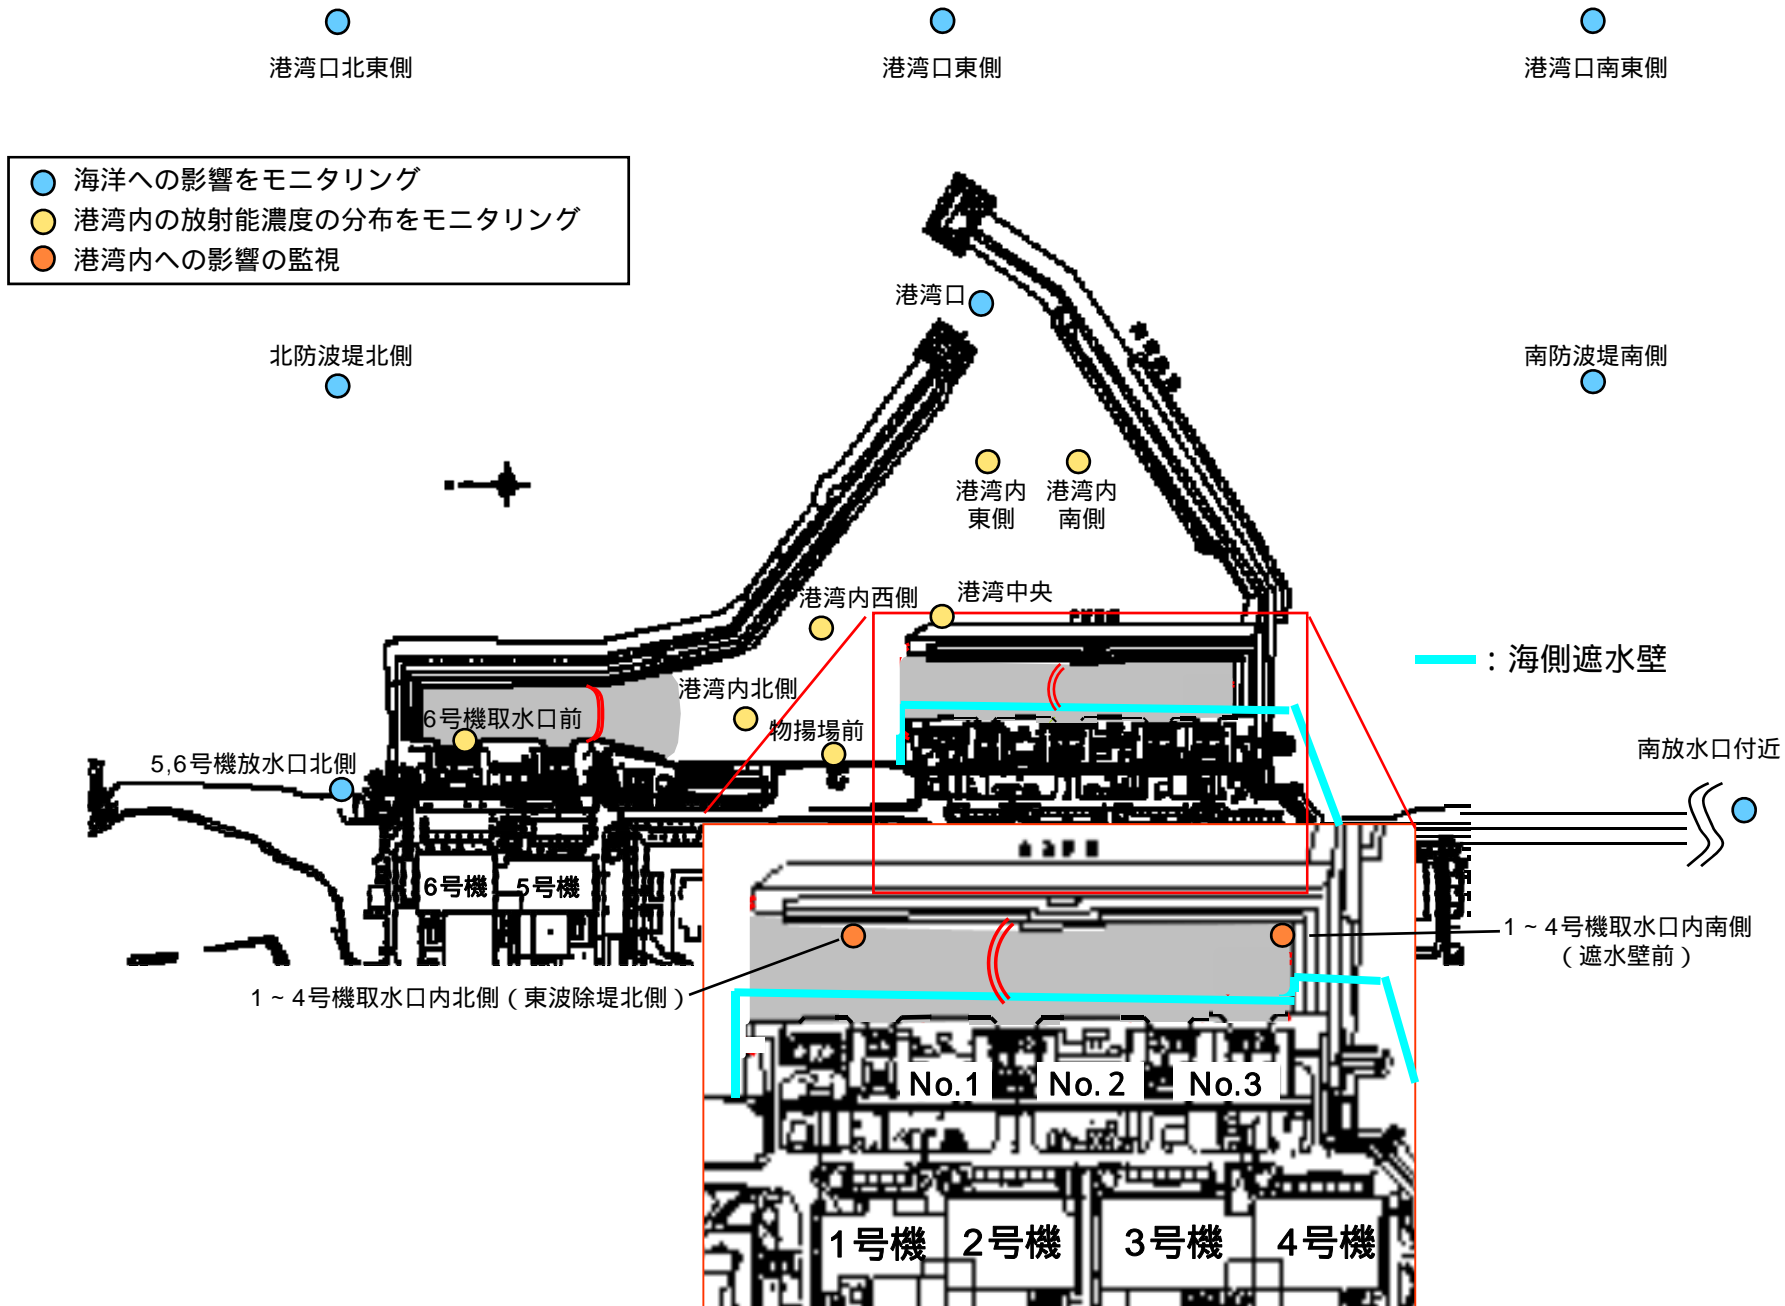 港湾口北東側
港湾口東側
港湾口南東側
海洋への影響をモニタリング
港湾内の放射能濃度の分布をモニタリング
港湾内への影響の監視
港湾口
北防波堤北側
南防波堤南側
港湾内
東側
港湾内
南側
港湾内西側
港湾中央
：海側遮水壁
港湾内北側
6号機取水口前
物揚場前
5,6号機放水口北側
南放水口付近
6号機
5号機
1～4号機取水口内南側
（遮水壁前）
1～4号機取水口内北側（東波除堤北側）
No.1
No.2
No.3
1号機
2号機
3号機
4号機